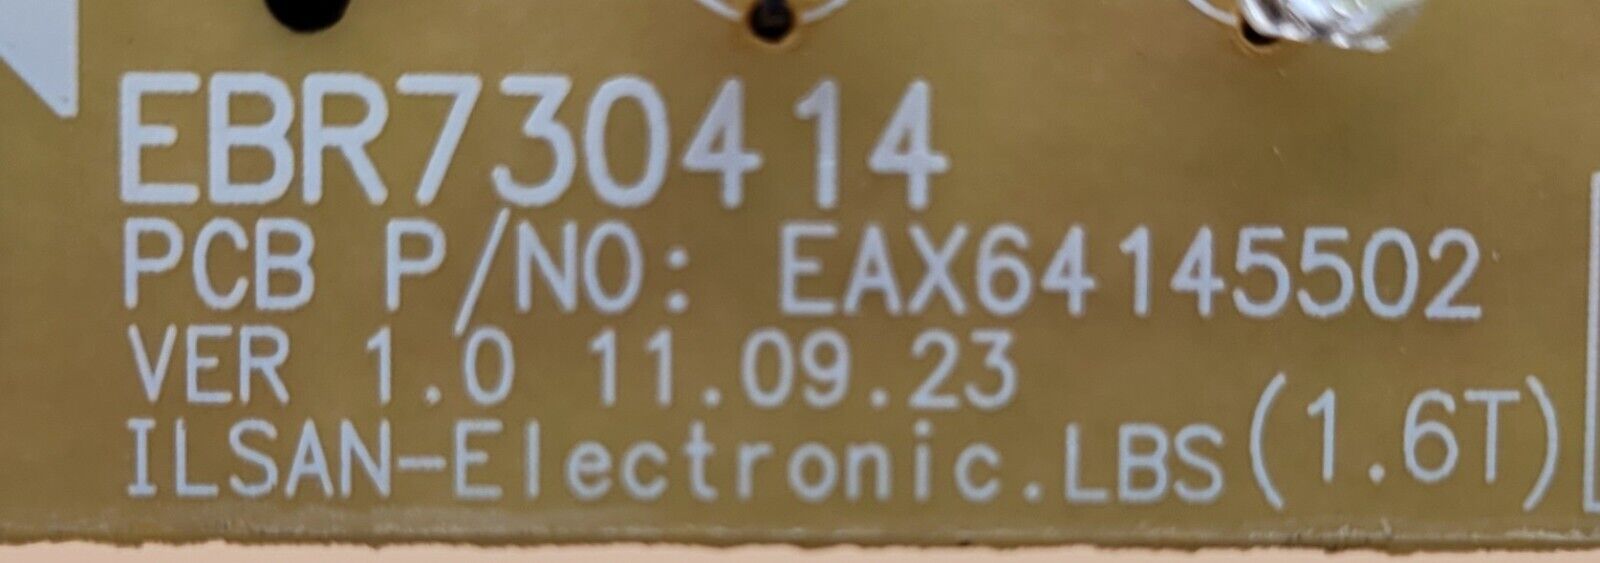 EBR730414
PCB P/NO: EAX64145502
VER 1.0 11.09.23
ILSAN-Electronic.LBS(1.6T)